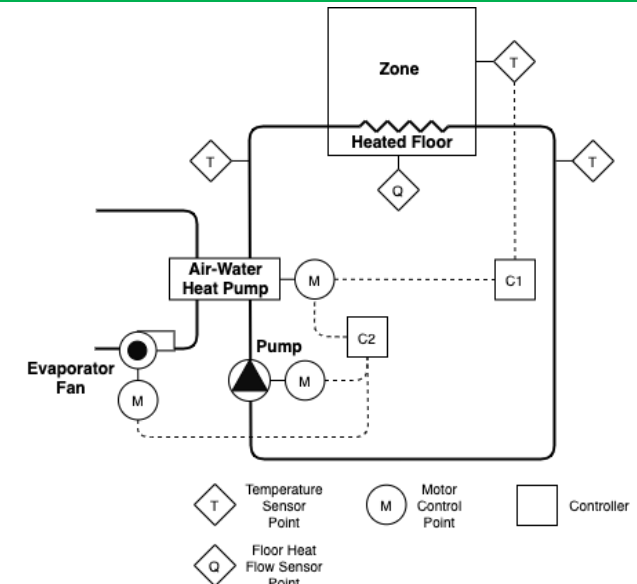 Zone
T
Heated Floor
T
T
Q
Air-Water
Heat Pump
M
C1
C2
Pump
M
Evaporator
Fan
M
T
Temperature
Sensor
Point
M
Motor
Control
Point
Controller
Q
Floor Heat
Flow Sensor
Point